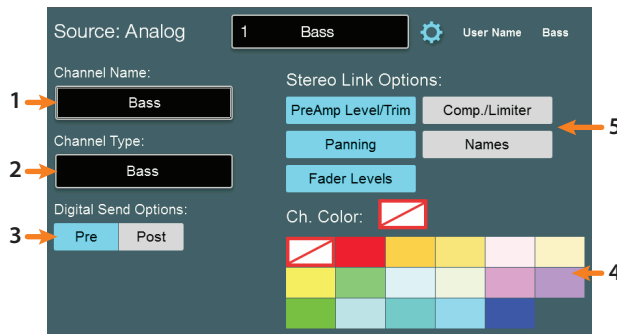 Source: Analog
1 Bass
User Name Bass
Channel Name:
1
Bass
Channel Type:
2
Bass
Digital Send Options:
3
Pre Post
Stereo Link Options:
PreAmp Level/Trim Comp./Limiter
5
Panning Names
Fader Levels
Ch. Color:
4